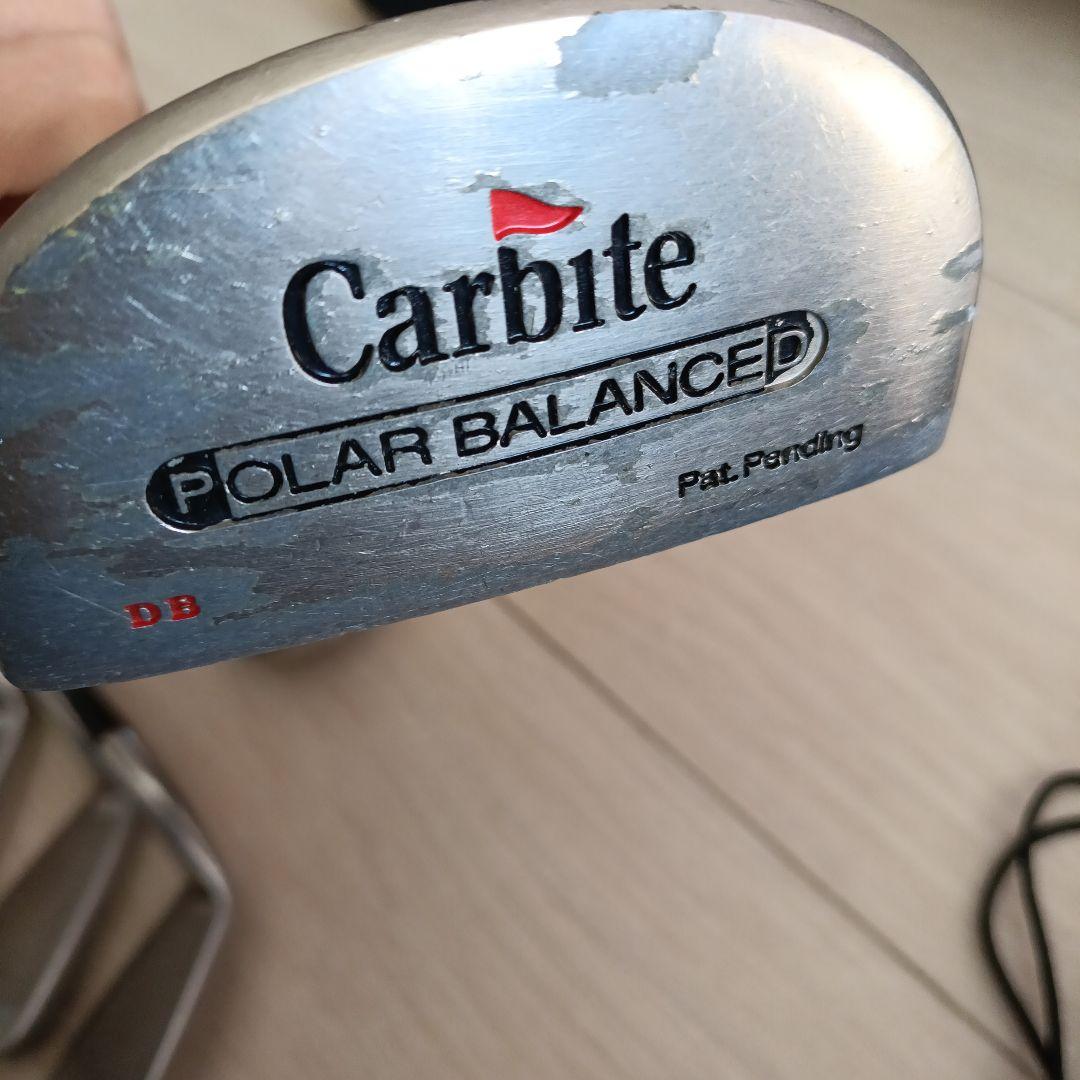 Carbite
POLAR BALANCED
Pat. Pending
DB